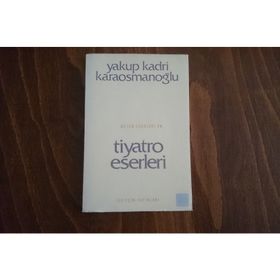 yakup kadri
karaosmanoğlu
tiyatro
eserleri